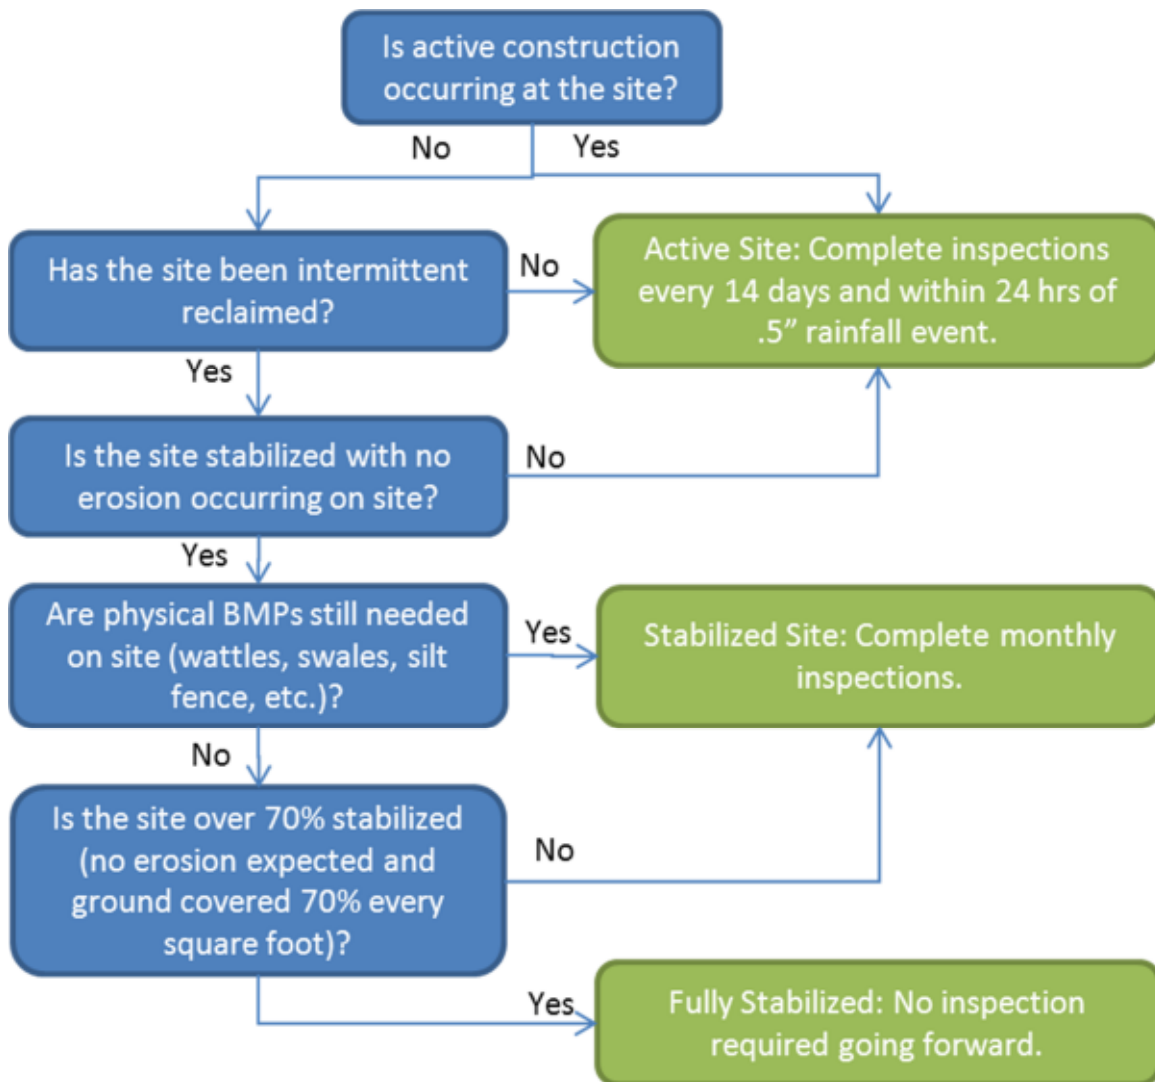 Is active construction
occurring at the site?
No
Yes
Has the site been intermittent
reclaimed?
No
Active Site: Complete inspections
every 14 days and within 24 hrs of
.5” rainfall event.
Yes
Is the site stabilized with no
erosion occurring on site?
No
Yes
Are physical BMPs still needed
on site (wattles, swales, silt
fence, etc.)?
Yes
Stabilized Site: Complete monthly
inspections.
No
Is the site over 70% stabilized
(no erosion expected and
ground covered 70% every
square foot)?
No
Yes
Fully Stabilized: No inspection
required going forward.